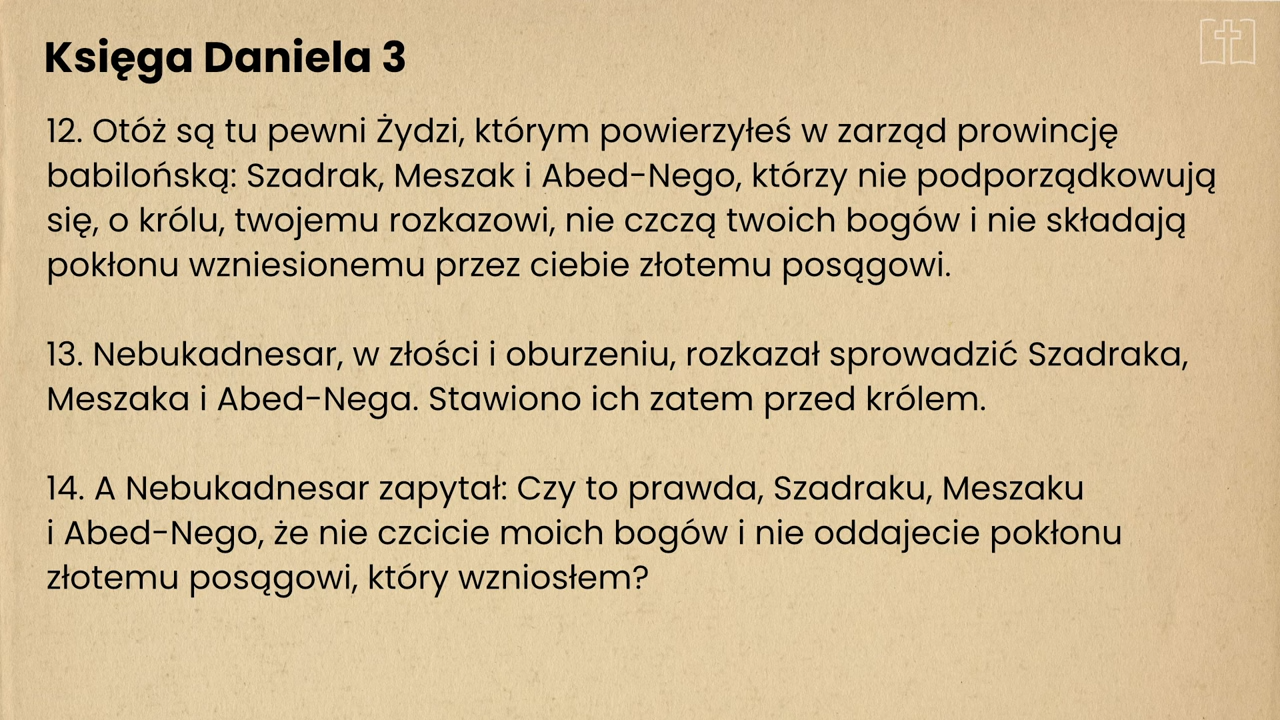 Księga Daniela 3
12. Otóż są tu pewni Żydzi, którym powierzyłeś w zarząd prowincję
babilońską: Szadrak, Meszak i Abed-Nego, którzy nie podporządkowują
się, o królu, twojemu rozkazowi, nie czczą twoich bogów i nie składają
pokłonu wzniesionemu przez ciebie złotemu posągowi.
13. Nebukadnesar, w złości i oburzeniu, rozkazał sprowadzić Szadraka,
Meszaka i Abed-Nega. Stawiono ich zatem przed królem.
14. A Nebukadnesar zapytał: Czy to prawda, Szadraku, Meszaku
i Abed-Nego, że nie czcicie moich bogów i nie oddajecie pokłonu
złotemu posągowi, który wzniosłem?